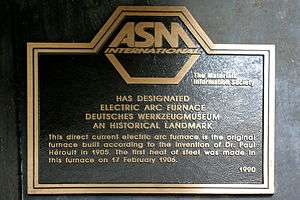 ASM
INTERNATIONAL
The Materials
Information Society
HAS DESIGNATED
ELECTRIC ARC FURNACE
DEUTSCHES WERKZEUGMUSEUM
AN HISTORICAL LANDMARK
This direct current electric arc furnace is the original
furnace built according to the invention of Dr. Paul
Héroult in 1905. The first heat of steel was made in
this furnace on 17 February 1906.
1990